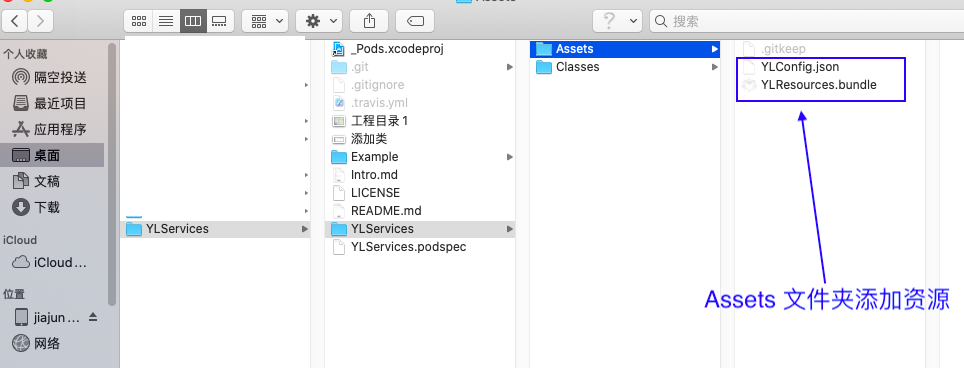 Assets
搜索
个人收藏
隔空投送
最近项目
应用程序
桌面
文稿
下载
iCloud
iCloud...
位置
jiajun...
网络
YLServices
_Pods.xcodeproj
.git
.gitignore
.travis.yml
工程目录1
添加类
Example
Intro.md
LICENSE
README.md
YLServices
YLServices.podspec
Assets
Classes
.gitkeep
YLConfig.json
YLResources.bundle
Assets 文件夹添加资源